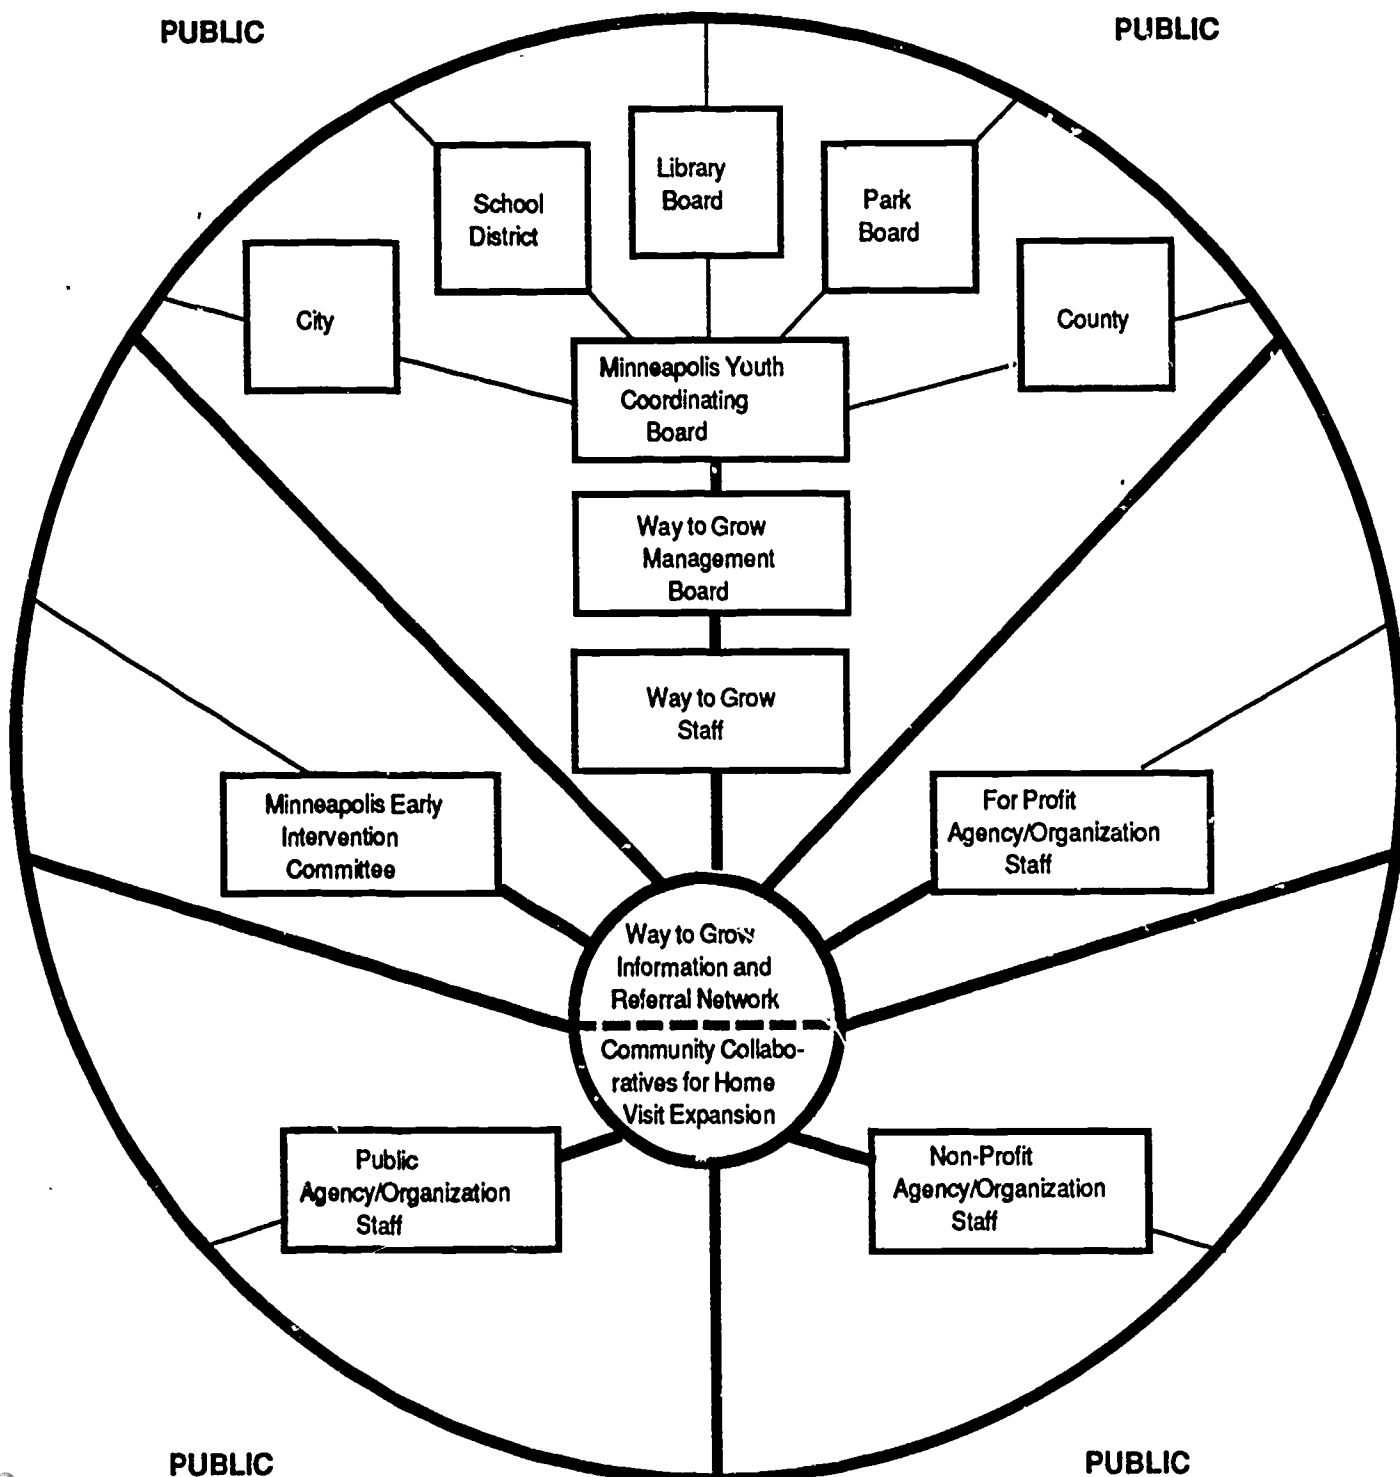 PUBLIC
PUBLIC
Library
Board
School
District
Park
Board
City
County
Minneapolis Youth
Coordinating
Board
Way to Grow
Management
Board
Way to Grow
Staff
Minneapolis Early
Intervention
Committee
For Profit
Agency/Organization
Staff
Way to Grow
Information and
Referral Network
Community Collabo-
ratives for Home
Visit Expansion
Public
Agency/Organization
Staff
Non-Profit
Agency/Organization
Staff
PUBLIC
PUBLIC